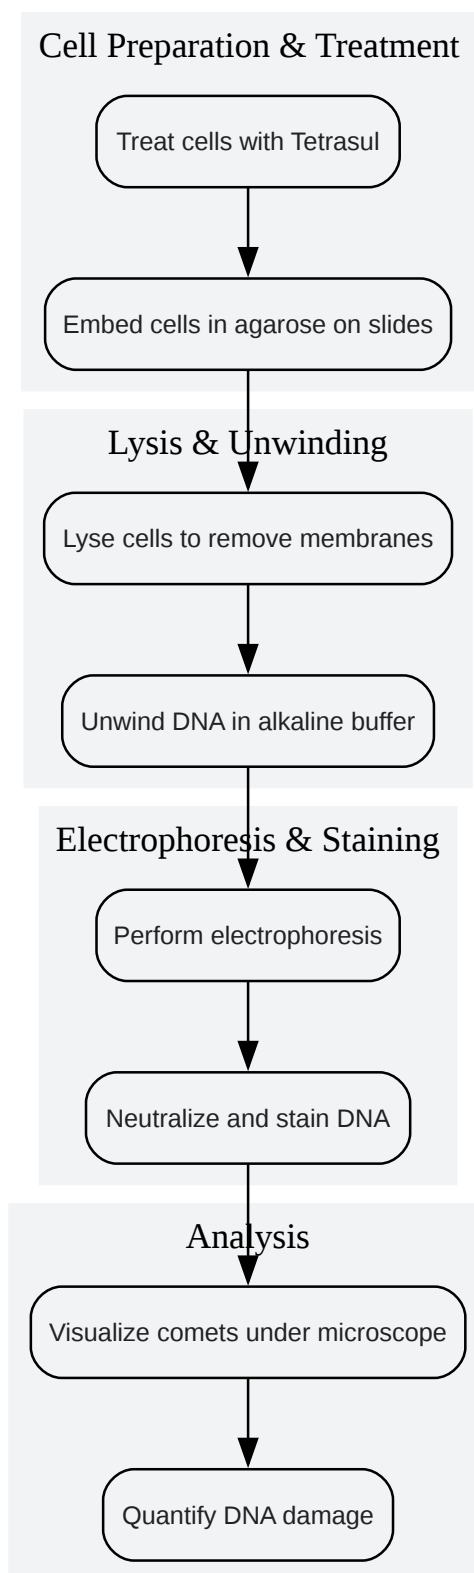 Cell Preparation & Treatment
Treat cells with Tetrasul
Embed cells in agarose on slides
Lysis & Unwinding
Lyse cells to remove membranes
Unwind DNA in alkaline buffer
Electrophoresis & Staining
Perform electrophoresis
Neutralize and stain DNA
Analysis
Visualize comets under microscope
Quantify DNA damage